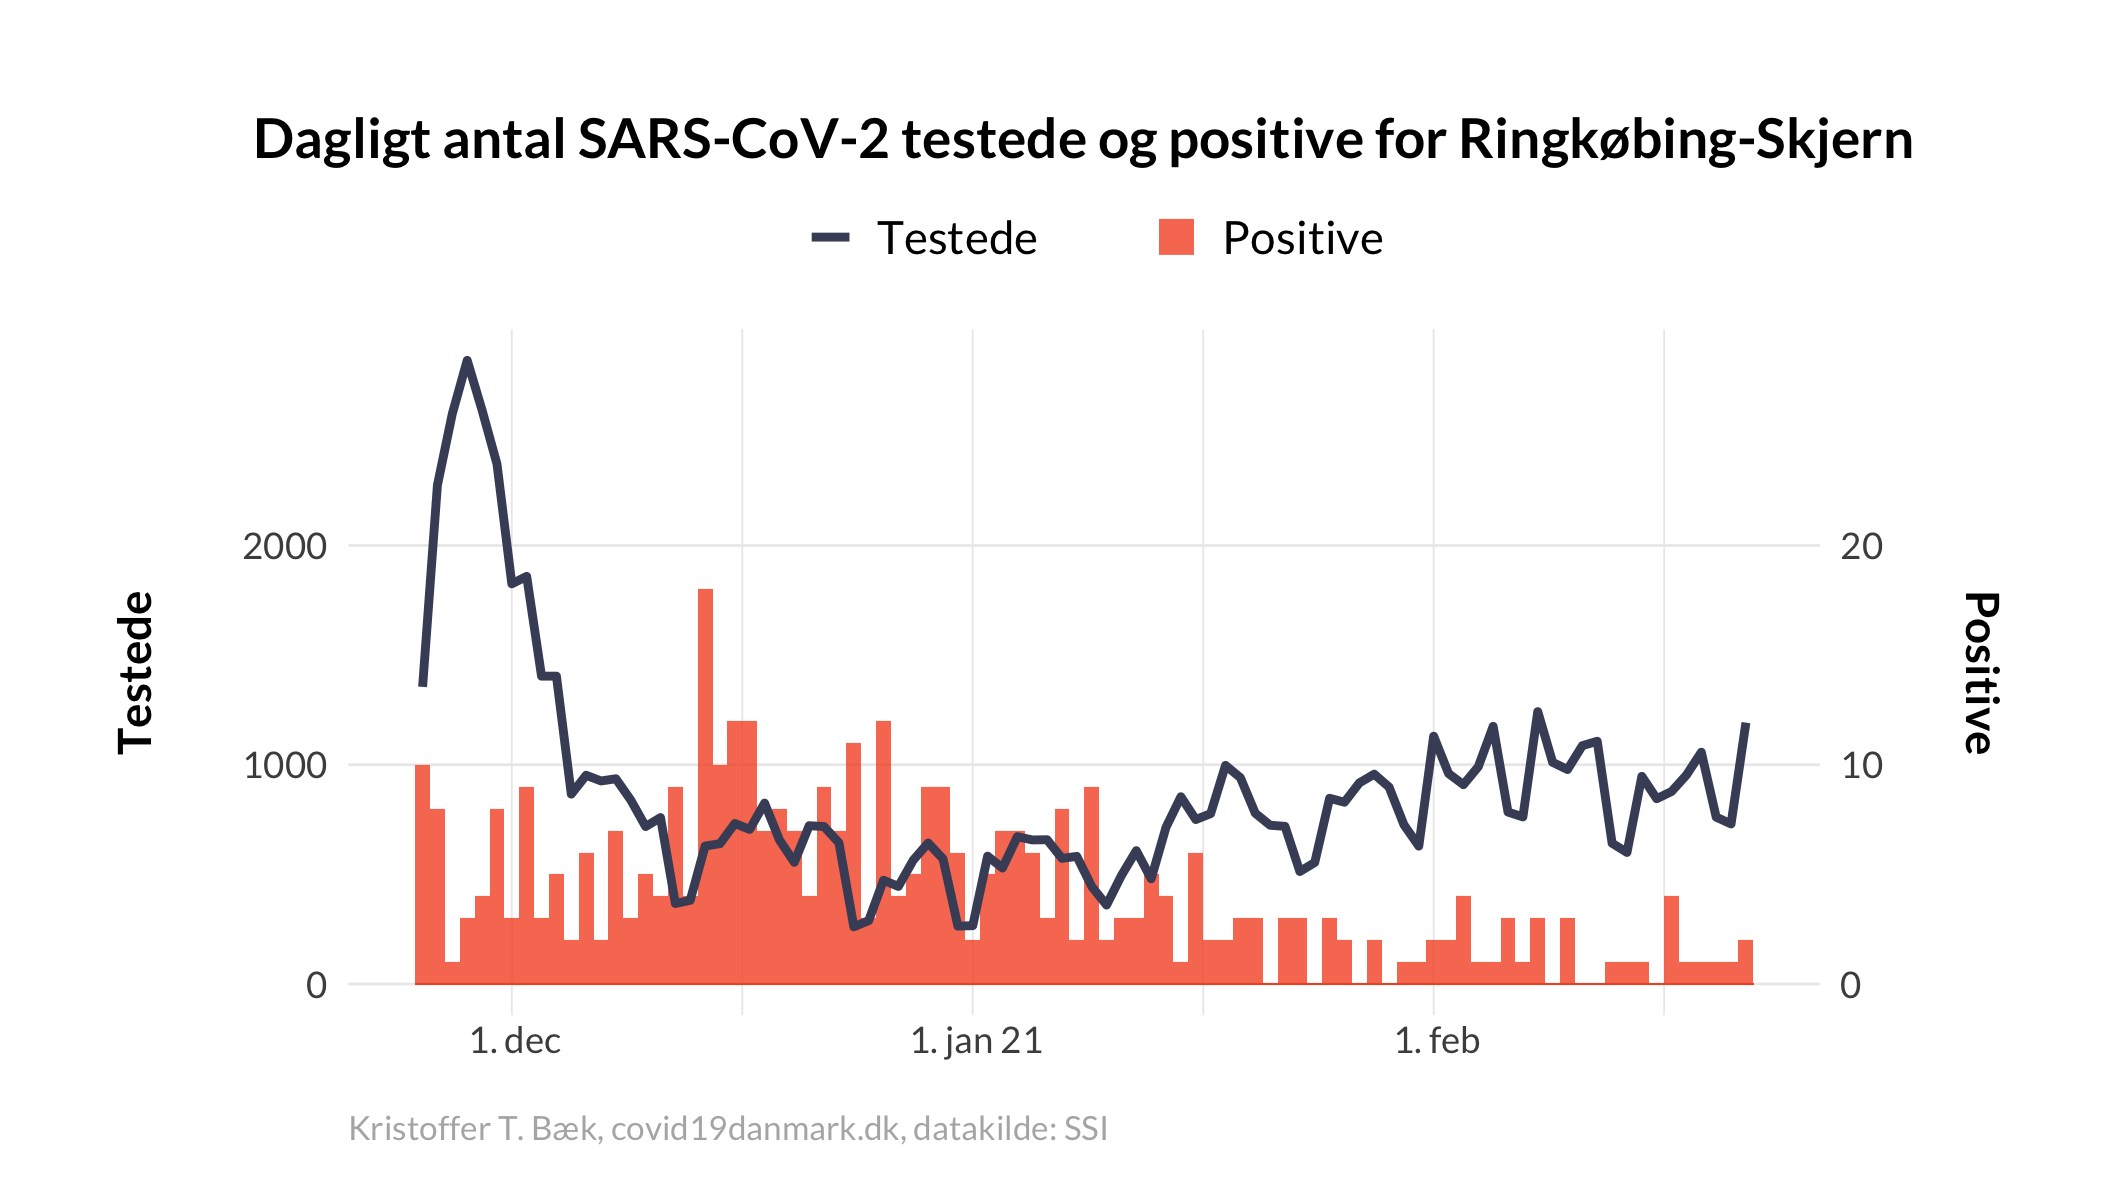 Dagligt antal SARS-CoV-2 testede og positive for Ringkøbing-Skjern
Testede
Positive
Testede
2000
1000
0
20
10
0
Positive
1. dec
1. jan 21
1. feb
Kristoffer T. Bæk, covid19danmark.dk, datakilde: SSI